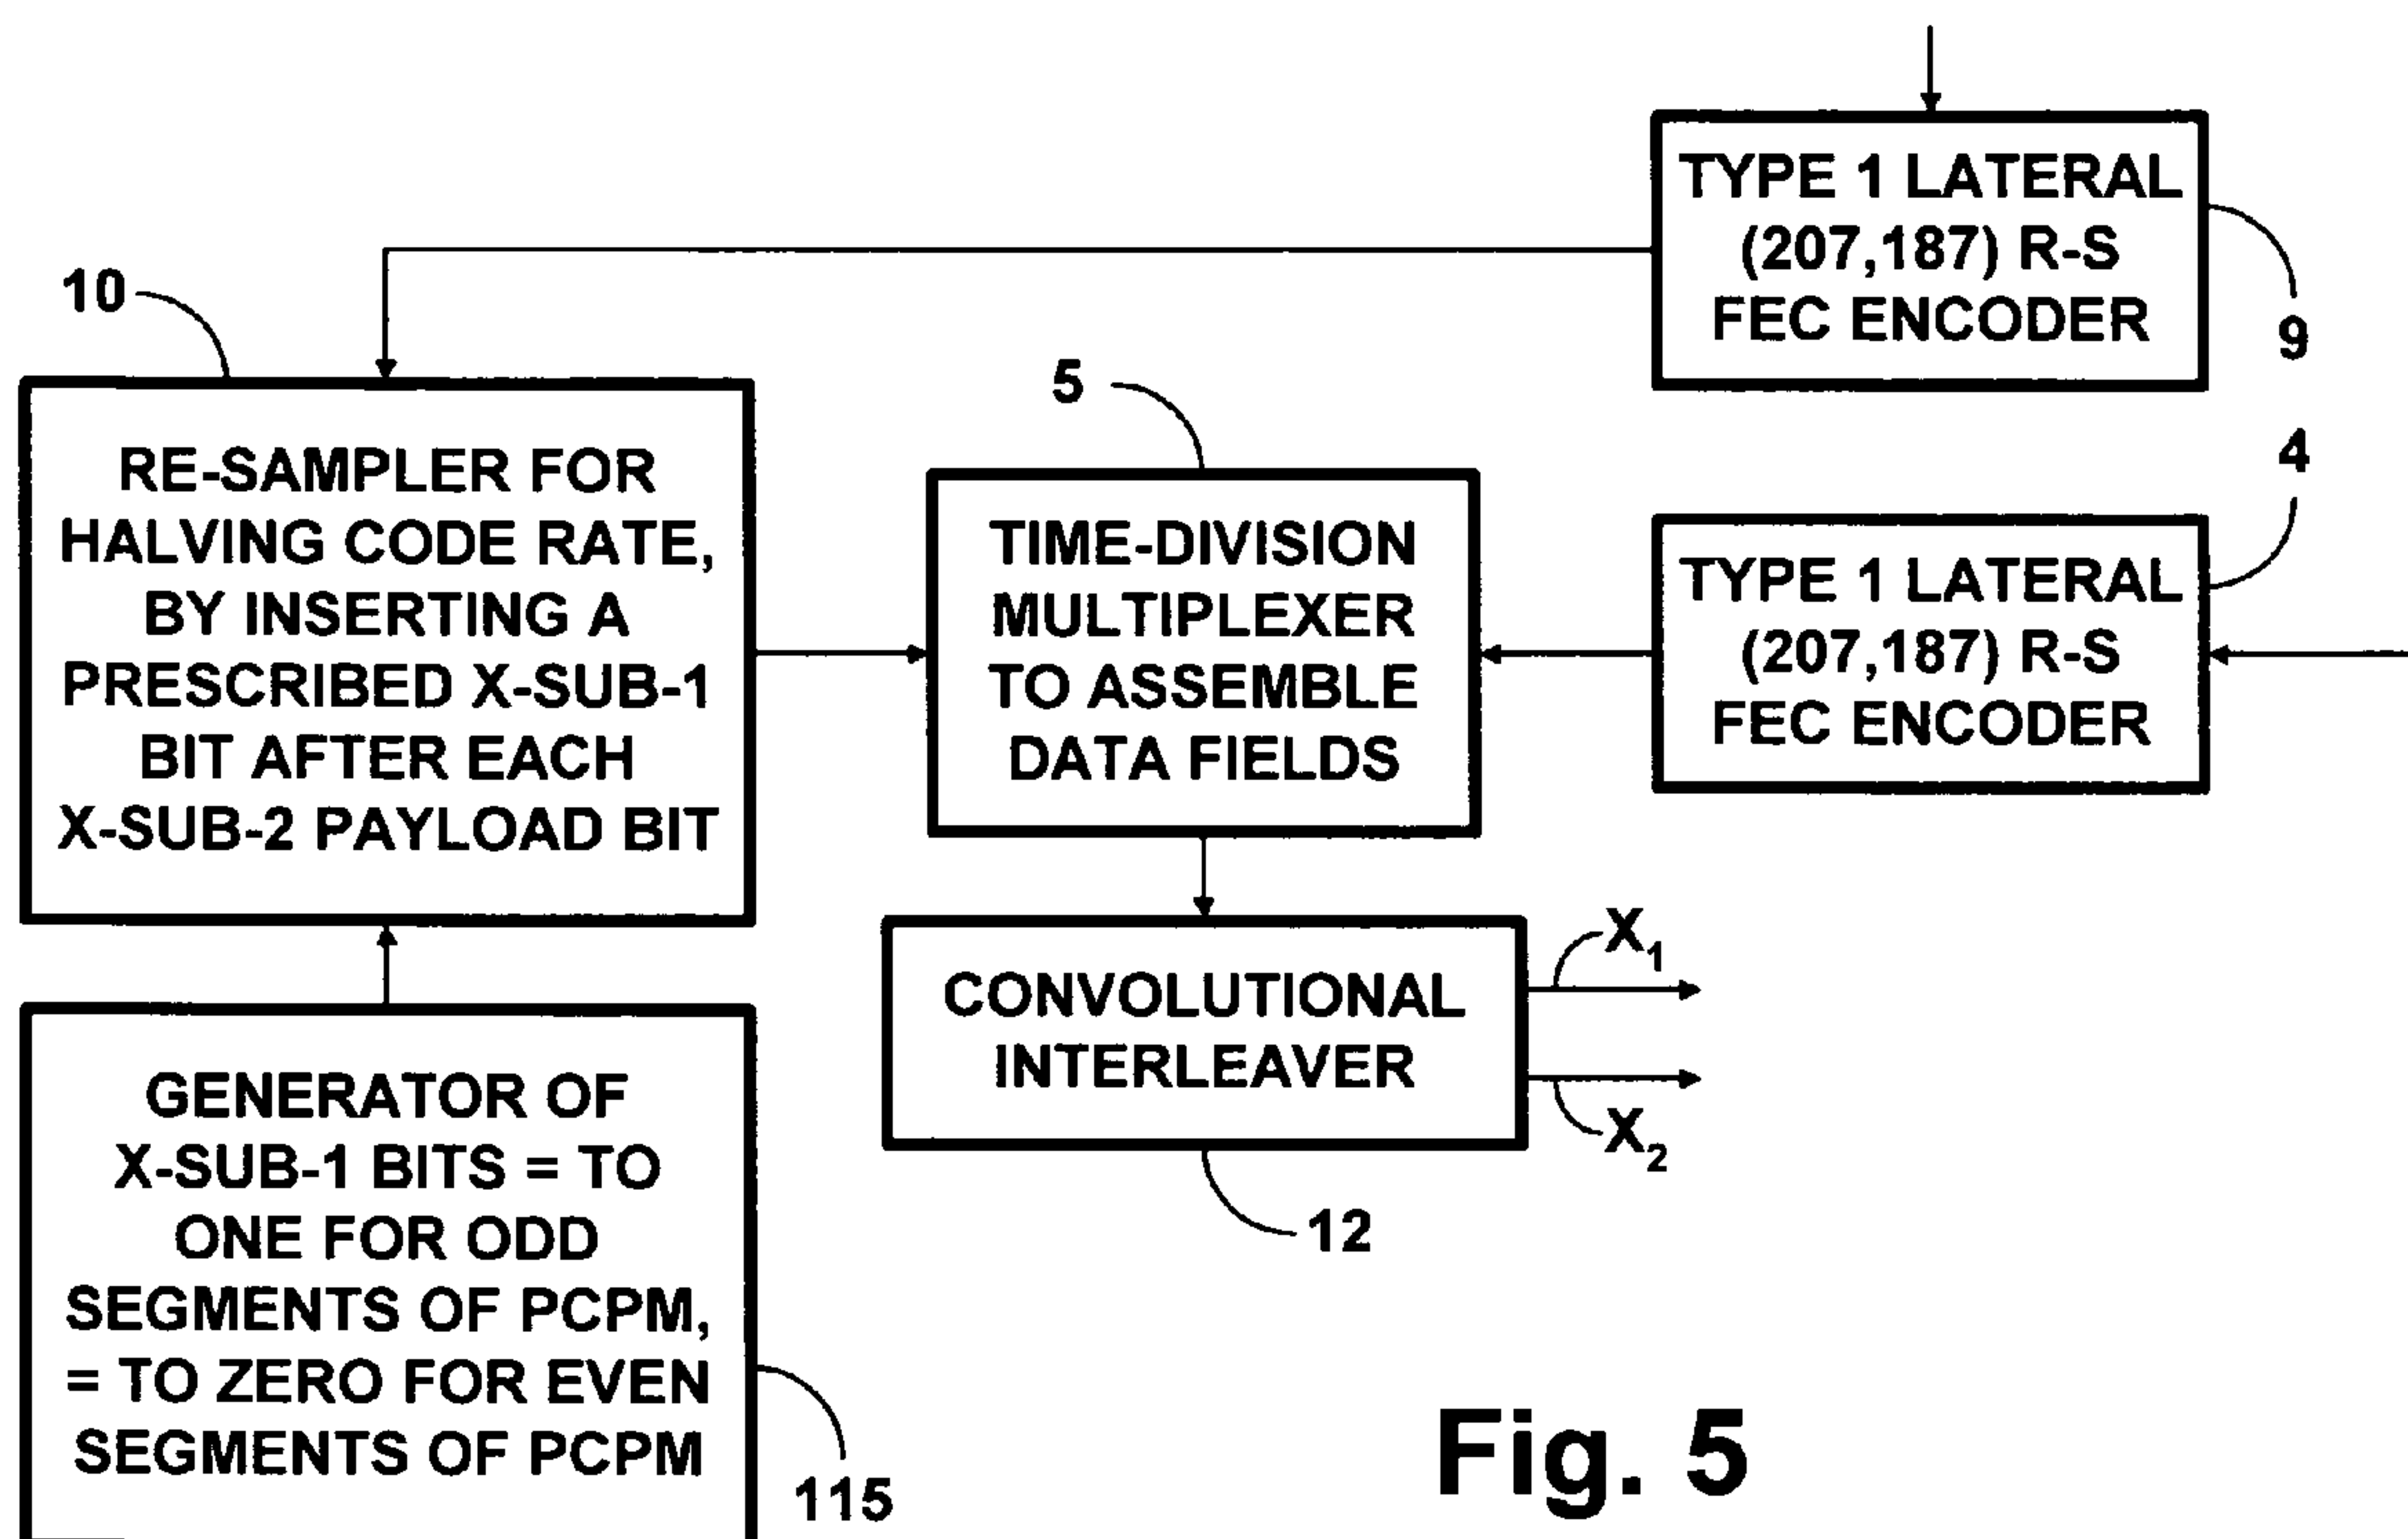 TYPE 1 LATERAL
(207,187) R-S
FEC ENCODER
9
10
RE-SAMPLER FOR
HALVING CODE RATE,
BY INSERTING A
PRESCRIBED X-SUB-1
BIT AFTER EACH
X-SUB-2 PAYLOAD BIT
5
TIME-DIVISION
MULTIPLEXER
TO ASSEMBLE
DATA FIELDS
4
TYPE 1 LATERAL
(207,187) R-S
FEC ENCODER
CONVOLUTIONAL
INTERLEAVER
X₁
X₂
12
GENERATOR OF
X-SUB-1 BITS = TO
ONE FOR ODD
SEGMENTS OF PCPM,
= TO ZERO FOR EVEN
SEGMENTS OF PCPM
115
Fig. 5